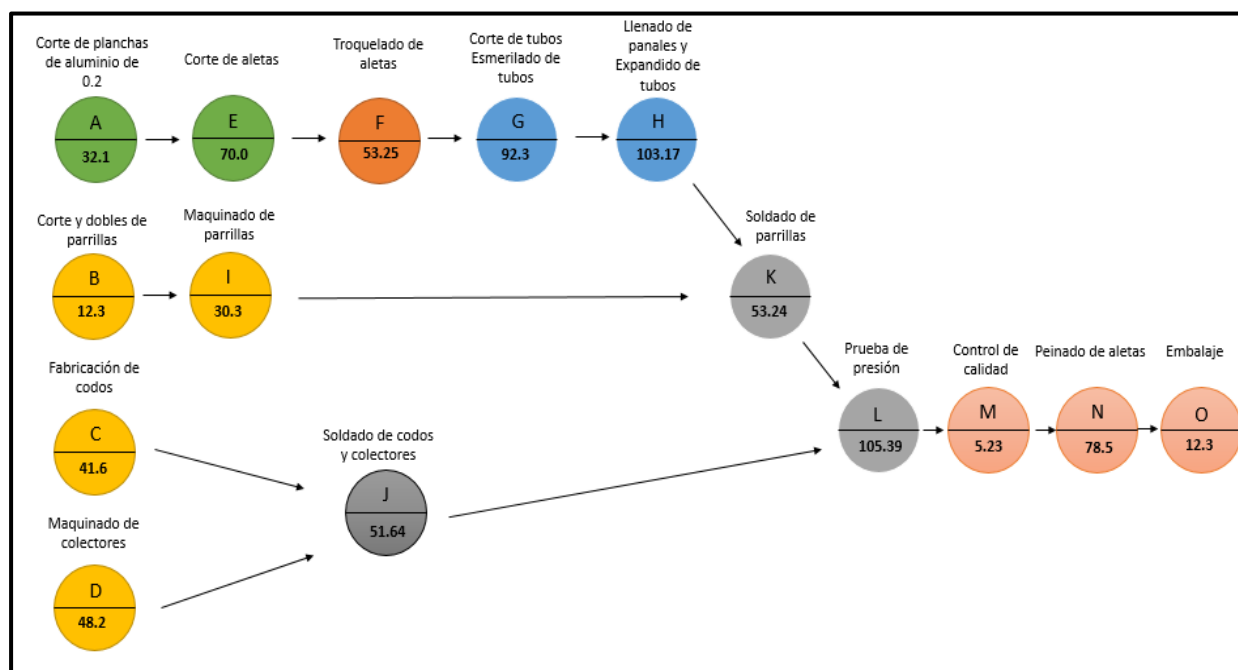 Corte de planchas
de aluminio de
0.2
Corte de aletas
Troquelado de
aletas
Corte de tubos
Esmerilado de
tubos
Llenado de
panales y
Expandido de
tubos
A
32.1
E
70.0
F
53.25
G
92.3
H
103.17
Corte y dobles de
parrillas
Maquinado de
parrillas
Soldado de
parrillas
B
12.3
I
30.3
K
53.24
Fabricación de
codos
Prueba de
presión
Control de
calidad
Peinado de aletas
Embalaje
C
41.6
L
105.39
M
5.23
N
78.5
O
12.3
Soldado de codos
y colectores
J
51.64
Maquinado de
colectores
D
48.2